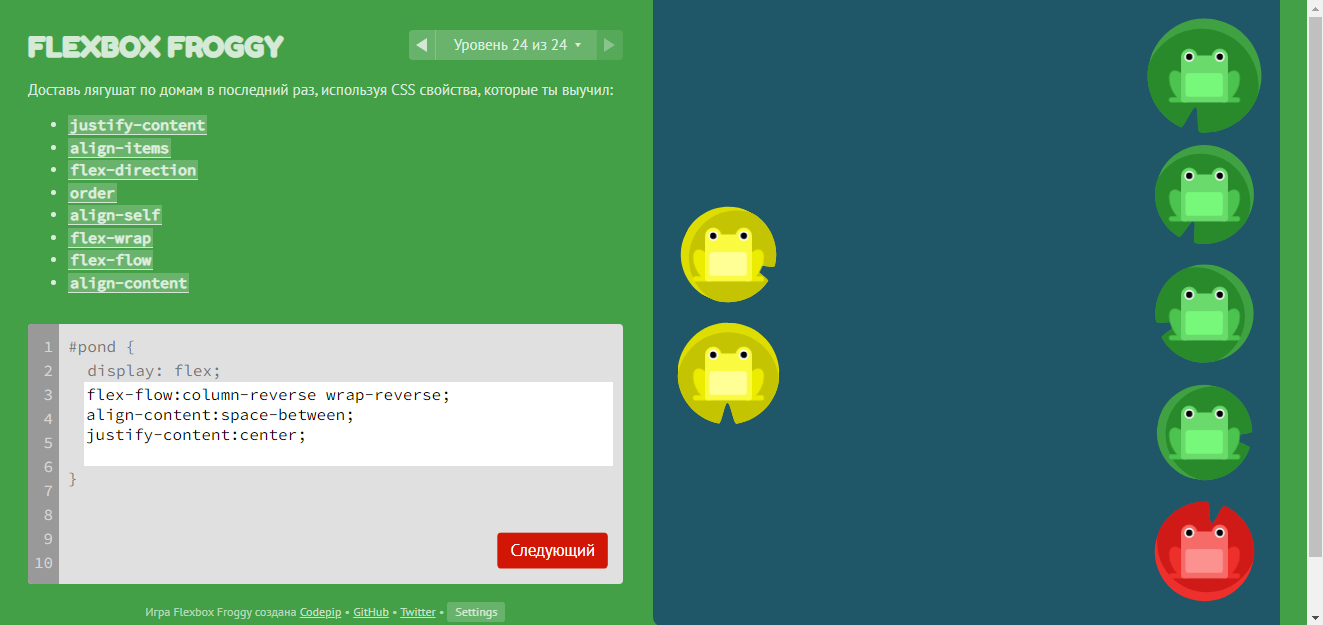 FLEXBOX FROGGY
Уровень 24 из 24
Доставь лягушат по домам в последний раз, используя CSS свойства, которые ты выучил:
justify-content
align-items
flex-direction
order
align-self
flex-wrap
flex-flow
align-content
1 #pond {
2 display: flex;
3 flex-flow:column-reverse wrap-reverse;
4 align-content:space-between;
5 justify-content:center;
6
7 }
8
9
10
Следующий
Игра Flexbox Froggy создана Codepip • GitHub • Twitter • Settings